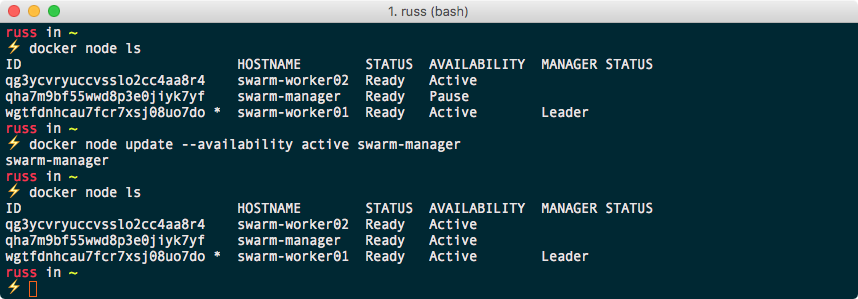 1. russ (bash)
russ in ~
⚡ docker node ls
ID                            HOSTNAME        STATUS  AVAILABILITY  MANAGER STATUS
qg3ycvryuccvsslo2cc4aa8r4     swarm-worker02  Ready   Active
qha7m9bf55wwd8p3e0jiyk7yf     swarm-manager   Ready   Pause
wgtfdnhcau7fcr7xsj08uo7do *   swarm-worker01  Ready   Active        Leader
russ in ~
⚡ docker node update --availability active swarm-manager
swarm-manager
russ in ~
⚡ docker node ls
ID                            HOSTNAME        STATUS  AVAILABILITY  MANAGER STATUS
qg3ycvryuccvsslo2cc4aa8r4     swarm-worker02  Ready   Active
qha7m9bf55wwd8p3e0jiyk7yf     swarm-manager   Ready   Active
wgtfdnhcau7fcr7xsj08uo7do *   swarm-worker01  Ready   Active        Leader
russ in ~
⚡